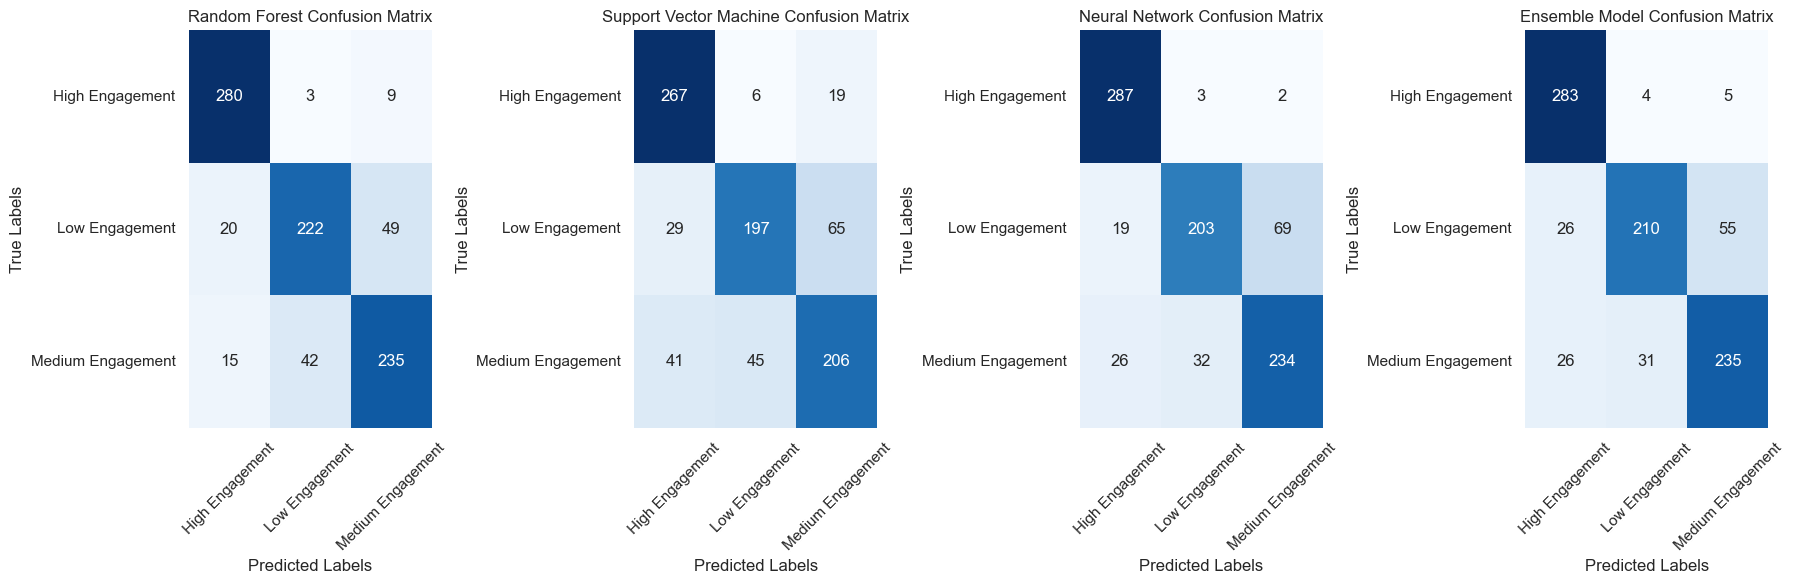 Random Forest Confusion Matrix
True Labels
High Engagement
280 3 9
Low Engagement
20 222 49
Medium Engagement
15 42 235
High Engagement
Low Engagement
Medium Engagement
Predicted Labels
Support Vector Machine Confusion Matrix
True Labels
High Engagement
267 6 19
Low Engagement
29 197 65
Medium Engagement
41 45 206
High Engagement
Low Engagement
Medium Engagement
Predicted Labels
Neural Network Confusion Matrix
True Labels
High Engagement
287 3 2
Low Engagement
19 203 69
Medium Engagement
26 32 234
High Engagement
Low Engagement
Medium Engagement
Predicted Labels
Ensemble Model Confusion Matrix
True Labels
High Engagement
283 4 5
Low Engagement
26 210 55
Medium Engagement
26 31 235
High Engagement
Low Engagement
Medium Engagement
Predicted Labels